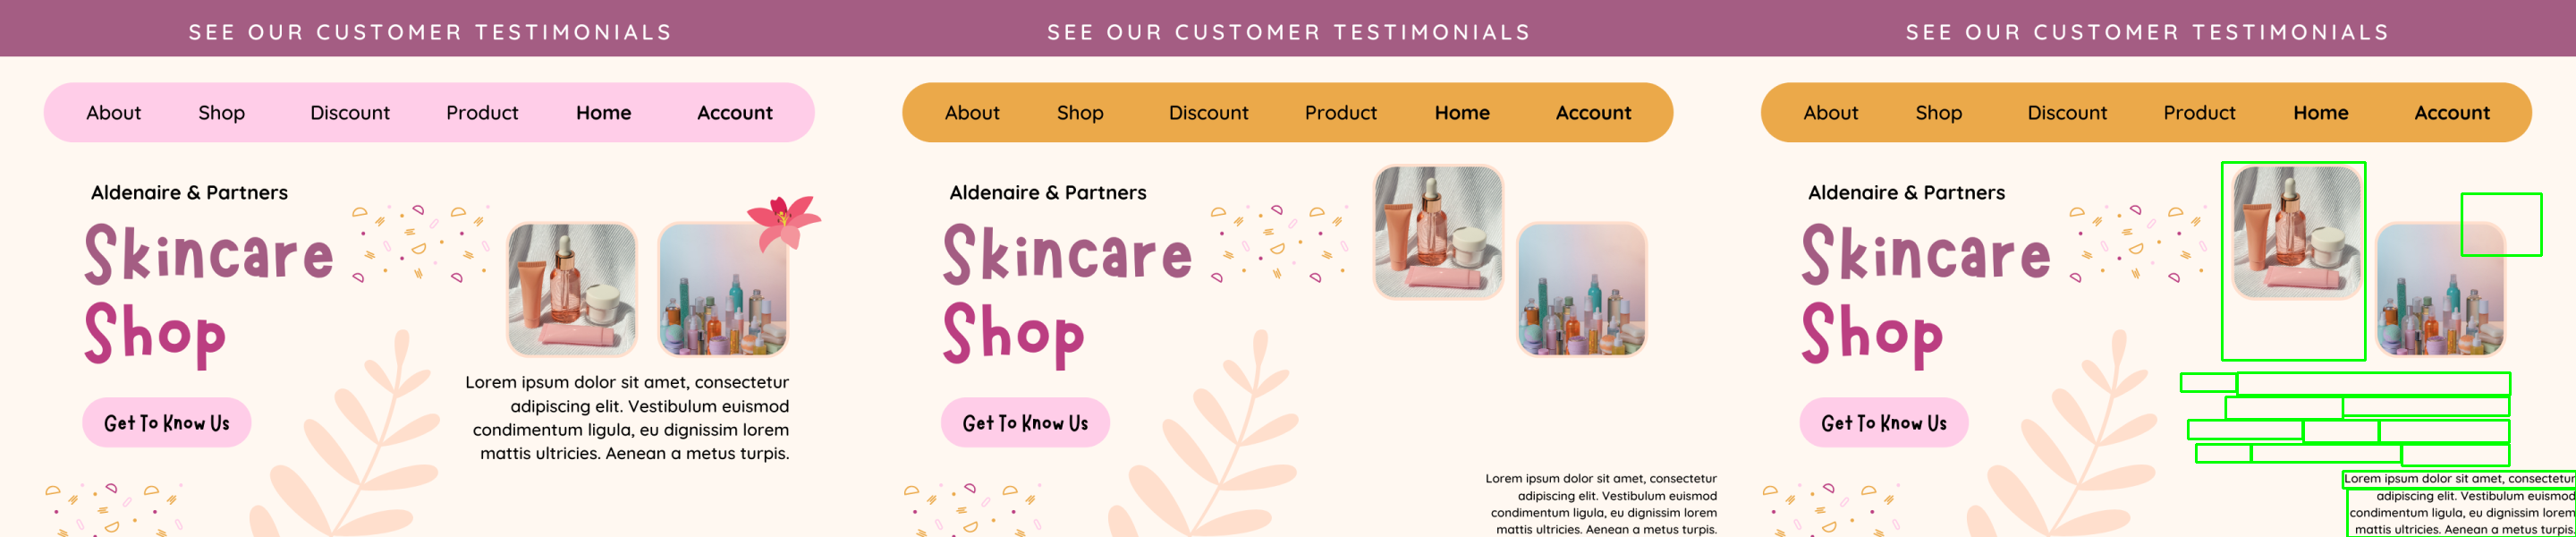 SEE OUR CUSTOMER TESTIMONIALS
About Shop Discount Product Home Account
Aldenaire & Partners
Skincare
Shop
Get To Know Us
Lorem ipsum dolor sit amet, consectetur
adipiscing elit. Vestibulum euismod
condimentum ligula, eu dignissim lorem
mattis ultricies. Aenean a metus turpis.
SEE OUR CUSTOMER TESTIMONIALS
About Shop Discount Product Home Account
Aldenaire & Partners
Skincare
Shop
Get To Know Us
Lorem ipsum dolor sit amet, consectetur
adipiscing elit. Vestibulum euismod
condimentum ligula, eu dignissim lorem
mattis ultricies. Aenean a metus turpis.
SEE OUR CUSTOMER TESTIMONIALS
About Shop Discount Product Home Account
Aldenaire & Partners
Skincare
Shop
Get To Know Us
Lorem ipsum dolor sit amet, consectetur
adipiscing elit. Vestibulum euismod
condimentum ligula, eu dignissim lorem
mattis ultricies. Aenean a metus turpis.